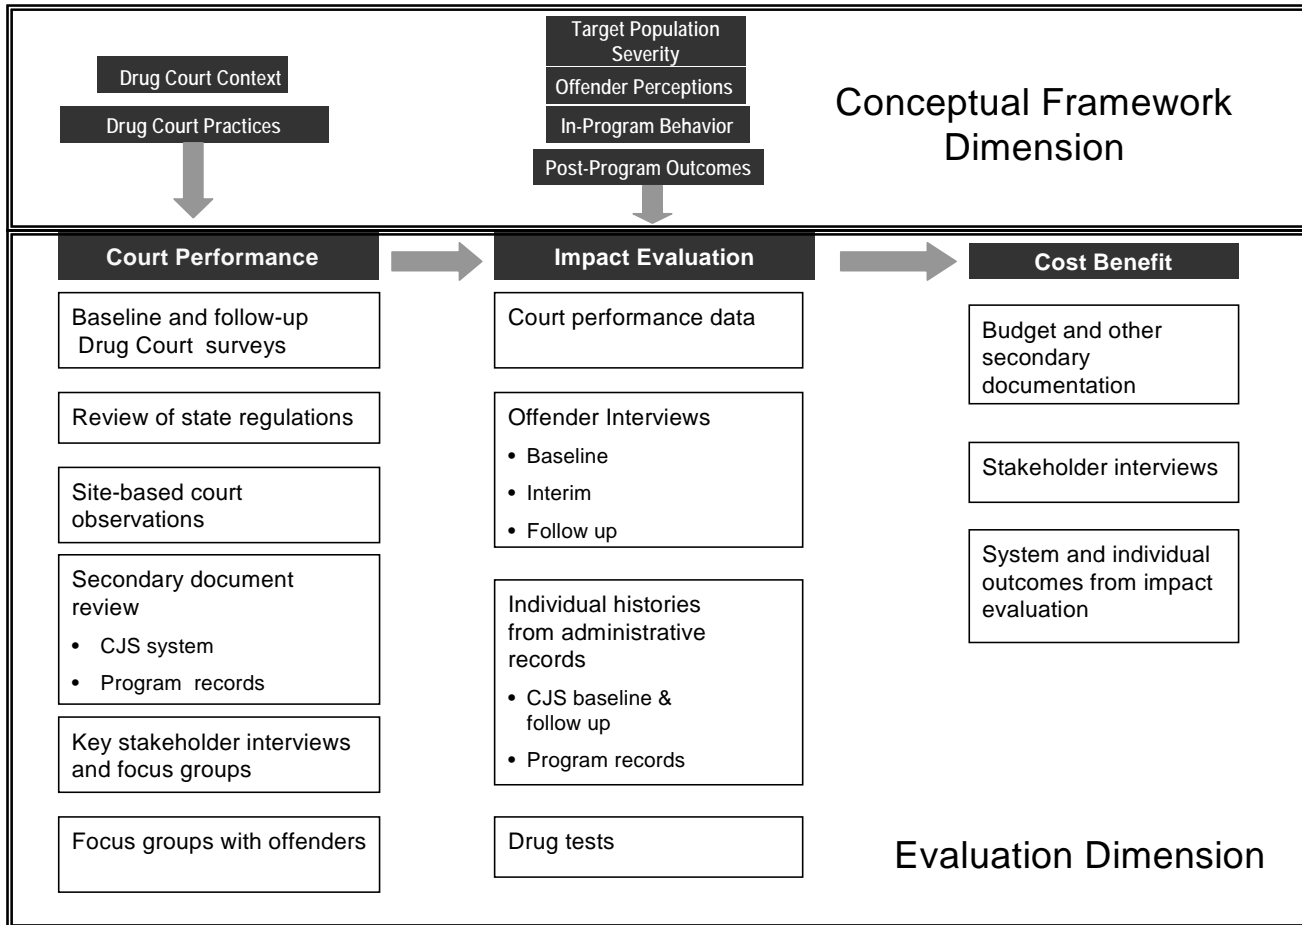 Target Population
Severity
Drug Court Context
Offender Perceptions
Drug Court Practices
In-Program Behavior
Post-Program Outcomes
Conceptual Framework
Dimension
Court Performance
Baseline and follow-up
Drug Court surveys
Review of state regulations
Site-based court
observations
Secondary document
review
• CJS system
• Program records
Key stakeholder interviews
and focus groups
Focus groups with offenders
Impact Evaluation
Court performance data
Offender Interviews
• Baseline
• Interim
• Follow up
Individual histories
from administrative
records
• CJS baseline &
follow up
• Program records
Drug tests
Cost Benefit
Budget and other
secondary
documentation
Stakeholder interviews
System and individual
outcomes from impact
evaluation
Evaluation Dimension